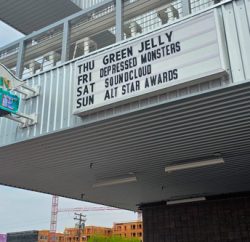 THU GREEN JELLY
FRI DEPRESSED MONSTERS
SAT SOUNDCLOUD
SUN ALT STAR AWARDS